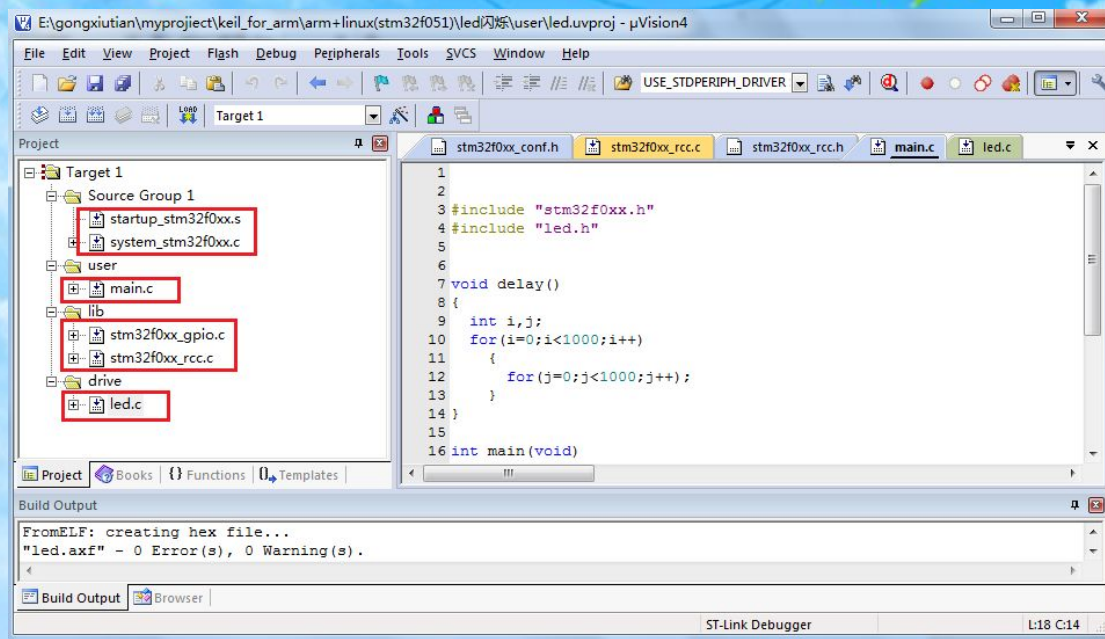 E:\gongxiutian\myprojiect\keil_for_arm\arm+linux(stm32f051)\led闪烁\user\led.uvproj - µVision4
File Edit View Project Flash Debug Peripherals Tools SVCS Window Help
USE_STDPERIPH_DRIVER
LOAD Target 1
Project
stm32f0xx_conf.h stm32f0xx_rcc.c stm32f0xx_rcc.h main.c led.c
Target 1
Source Group 1
startup_stm32f0xx.s
system_stm32f0xx.c
user
main.c
lib
stm32f0xx_gpio.c
stm32f0xx_rcc.c
drive
led.c
1
2
3 #include "stm32f0xx.h"
4 #include "led.h"
5
6
7 void delay()
8 {
9 int i,j;
10 for(i=0;i<1000;i++)
11 {
12 for(j=0;j<1000;j++);
13 }
14 }
15
16 int main(void)
Project Books {} Functions 0 Templates
Build Output
FromELF: creating hex file...
"led.axf" - 0 Error(s), 0 Warning(s).
Build Output Browser
ST-Link Debugger L:18 C:14